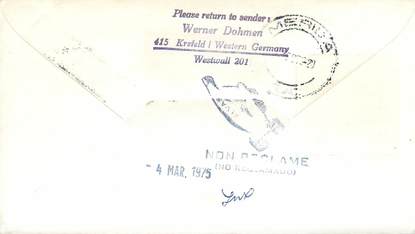 Please return to sender:
Werner Dohmen
415 Krefeld / Western Germany
Westwall 201
NON RECLAME
(NO RECLAMADO)
- 4 MAR. 1975